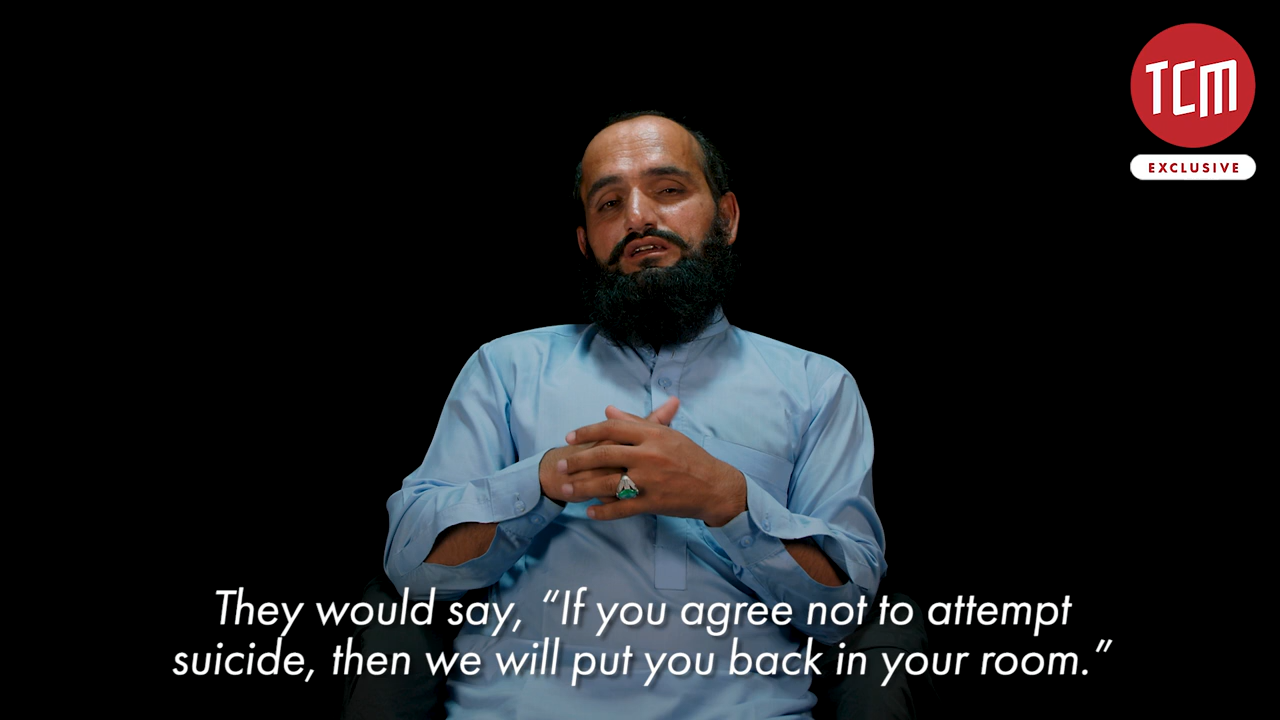 TCM
EXCLUSIVE
They would say, “If you agree not to attempt
suicide, then we will put you back in your room.”